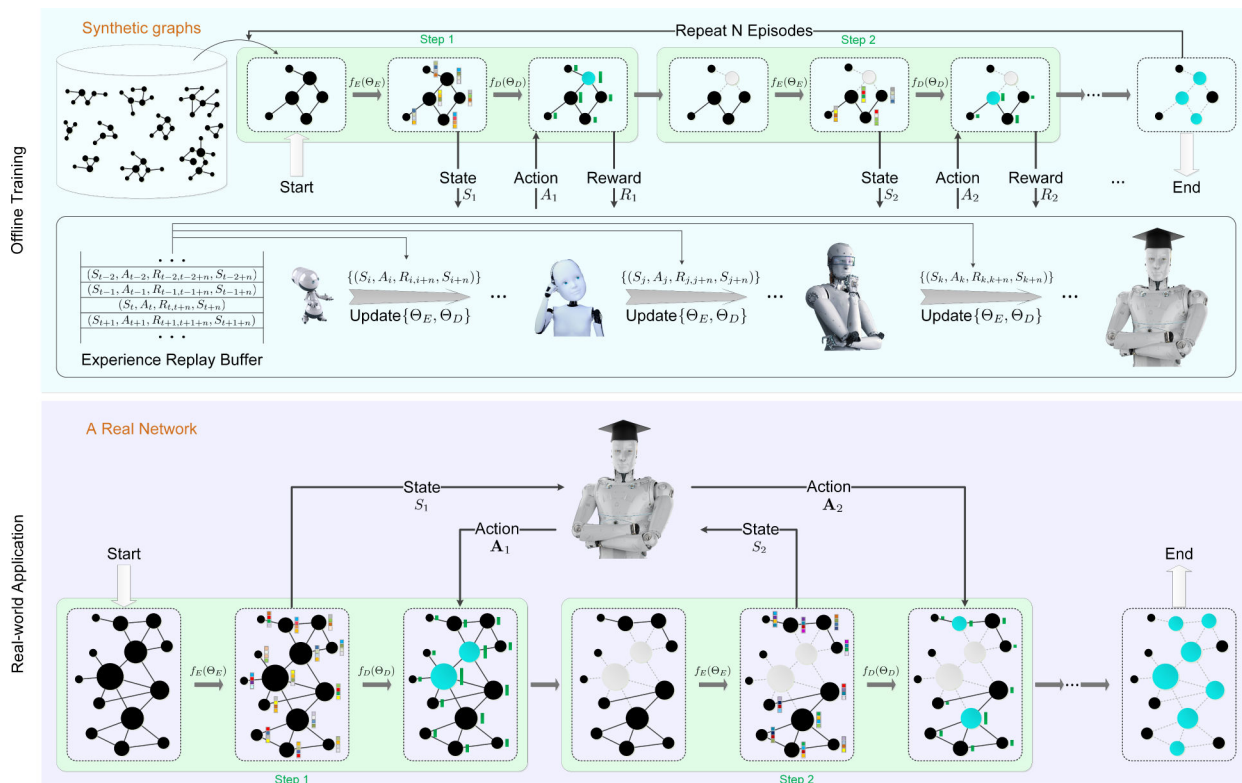 Offline Training
Synthetic graphs
Repeat N Episodes
Step 1
Step 2
f_E(Θ_E)
f_D(Θ_D)
f_E(Θ_E)
f_D(Θ_D)
...
Start
State
S_1
Action
A_1
Reward
R_1
State
S_2
Action
A_2
Reward
R_2
...
End
• • •
(S_{t−2}, A_{t−2}, R_{t−2,t−2+n}, S_{t−2+n})
(S_{t−1}, A_{t−1}, R_{t−1,t−1+n}, S_{t−1+n})
(S_t, A_t, R_{t,t+n}, S_{t+n})
(S_{t+1}, A_{t+1}, R_{t+1,t+1+n}, S_{t+1+n})
• • •
Experience Replay Buffer
{(S_i, A_i, R_{i,i+n}, S_{i+n})}
Update{Θ_E, Θ_D}
...
{(S_j, A_j, R_{j,j+n}, S_{j+n})}
Update{Θ_E, Θ_D}
...
{(S_k, A_k, R_{k,k+n}, S_{k+n})}
Update{Θ_E, Θ_D}
...
Real-world Application
A Real Network
State
S_1
Action
A_2
Action
A_1
State
S_2
Start
End
f_E(Θ_E)
f_D(Θ_D)
f_E(Θ_E)
f_D(Θ_D)
...
Step 1
Step 2